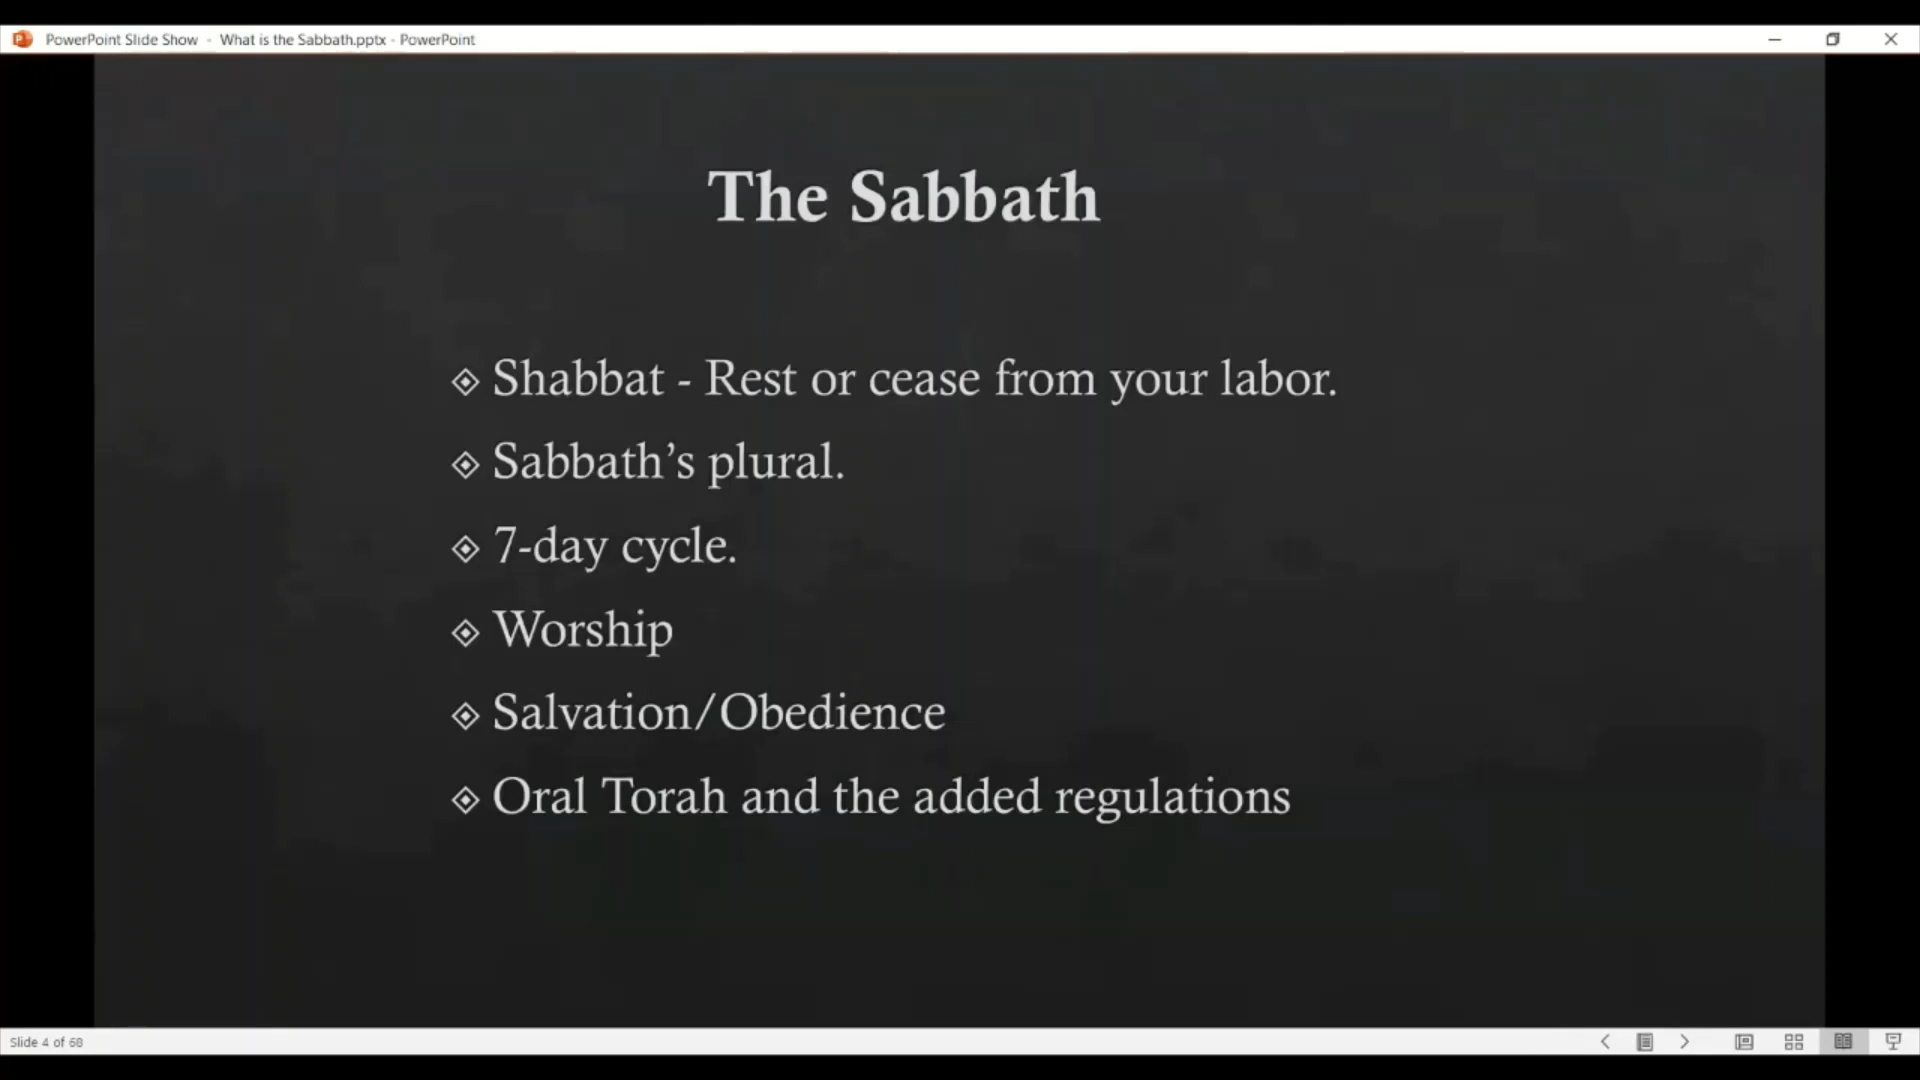 PowerPoint Slide Show - What is the Sabbath.pptx - PowerPoint
The Sabbath
Shabbat - Rest or cease from your labor.
Sabbath’s plural.
7-day cycle.
Worship
Salvation/Obedience
Oral Torah and the added regulations
Slide 4 of 68